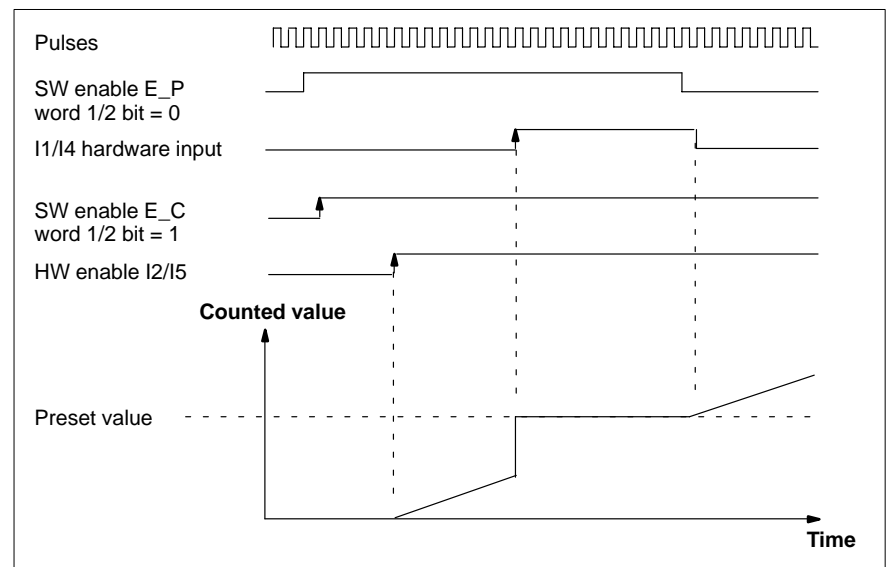 Pulses
SW enable E_P
word 1/2 bit = 0
I1/I4 hardware input
SW enable E_C
word 1/2 bit = 1
HW enable I2/I5
Counted value
Preset value
Time